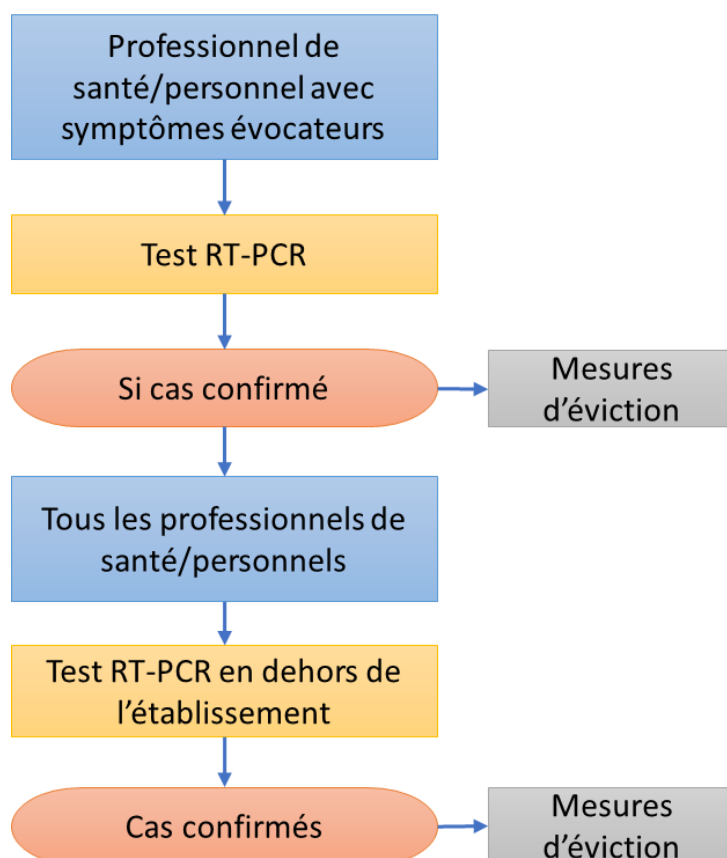 Professionnel de
santé/personnel avec
symptômes évocateurs
Test RT-PCR
Si cas confirmé
Mesures
d’éviction
Tous les professionnels de
santé/personnels
Test RT-PCR en dehors de
l’établissement
Cas confirmés
Mesures
d’éviction